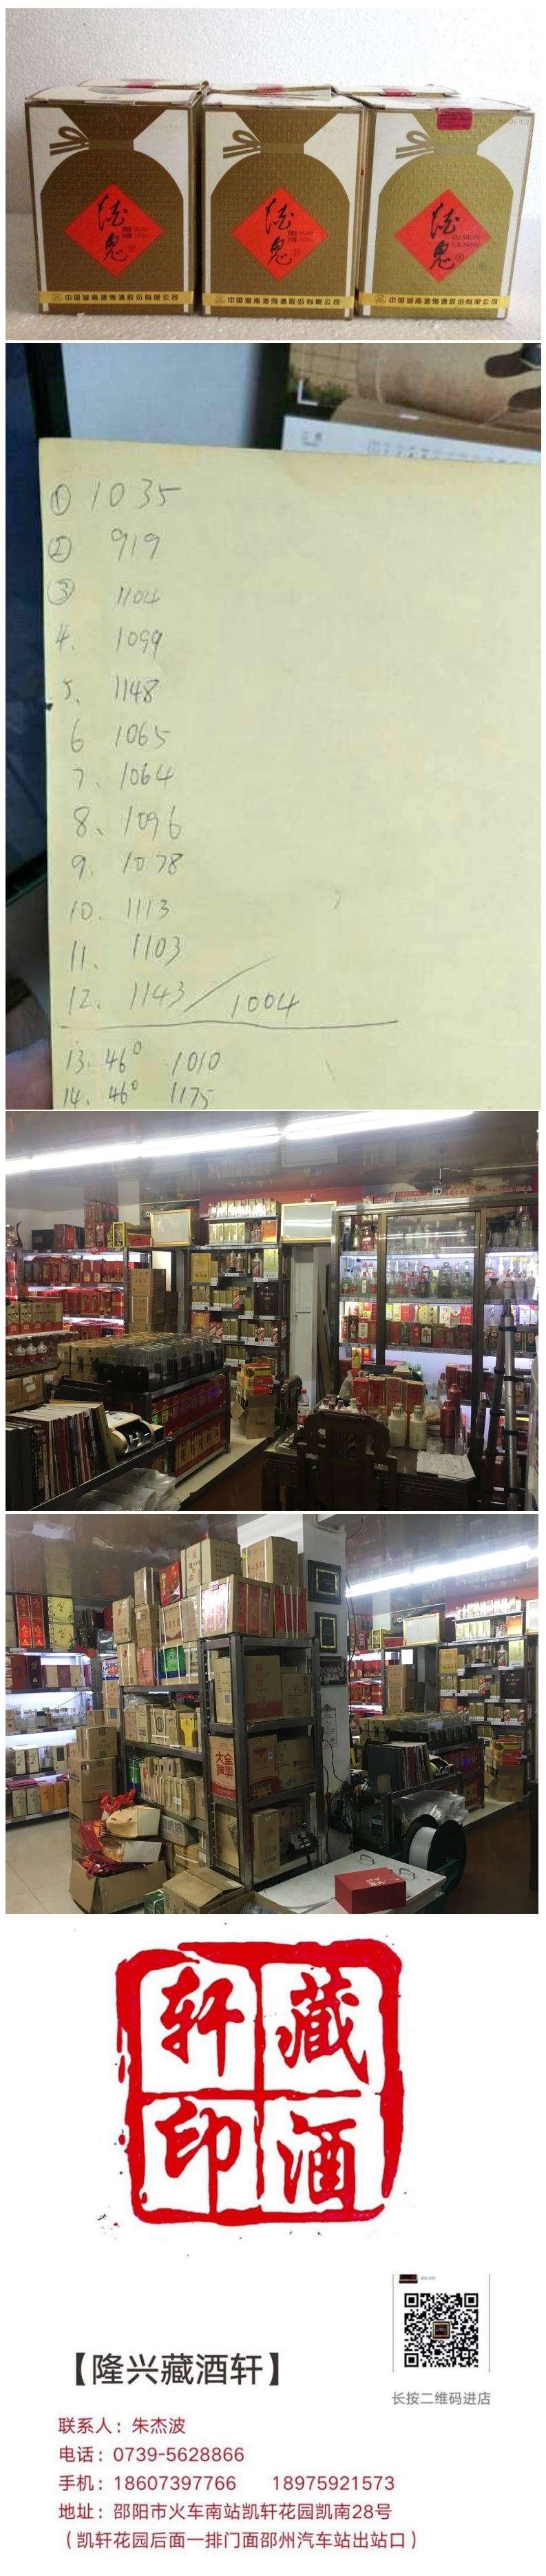 酒鬼
中国湖南酒鬼酒股份有限公司
酒鬼
中国湖南酒鬼酒股份有限公司
酒鬼
中国湖南酒鬼酒股份有限公司
① 1035
② 919
③ 1104
4. 1099
5、 1148
6 1065
7、 1064
8、 1096
9. 1078
10. 1113
11、 1103
12. 1143 / 1004
13. 46° 1010
14. 46° 1175
轩藏
印酒
【隆兴藏酒轩】
长按二维码进店
联系人：朱杰波
电话：0739-5628866
手机：18607397766 18975921573
地址：邵阳市火车南站凯轩花园凯南28号
（凯轩花园后面一排门面邵州汽车站出站口）